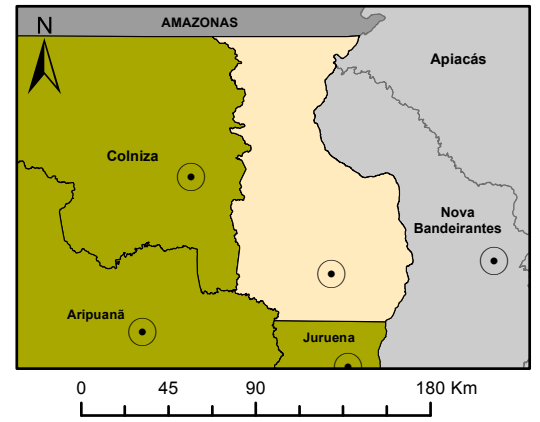 AMAZONAS
N
Apiacás
Colniza
Nova
Bandeirantes
Aripuanã
Juruena
0 45 90 180 Km